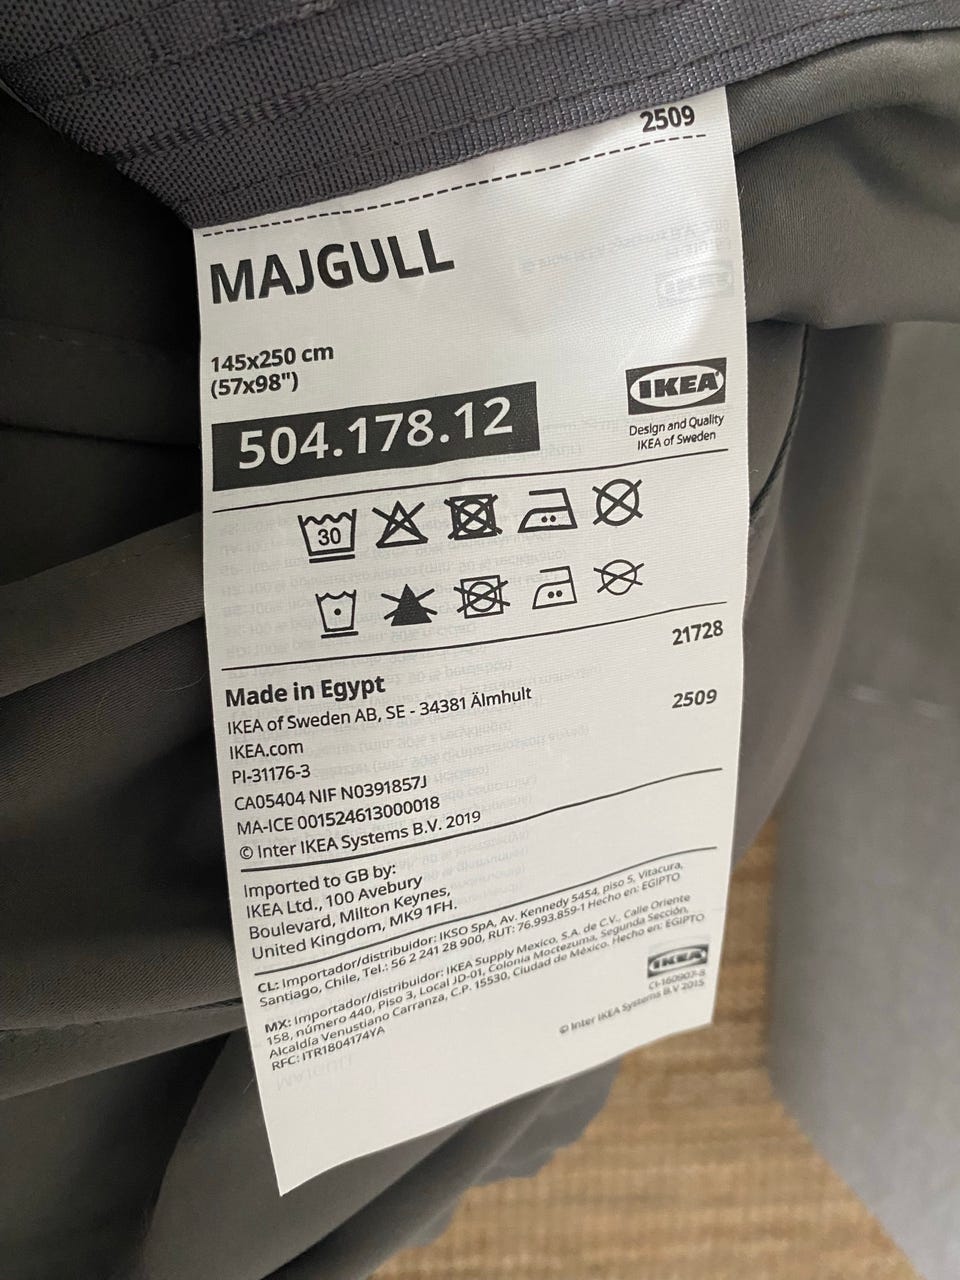 2509
MAJGULL
145x250 cm
(57x98")
504.178.12
IKEA
Design and Quality
IKEA of Sweden
30
21728
Made in Egypt
IKEA of Sweden AB, SE - 34381 Älmhult
2509
IKEA.com
PI-31176-3
CA05404 NIF N0391857J
MA-ICE 001524613000018
© Inter IKEA Systems B.V. 2019
Imported to GB by:
IKEA Ltd., 100 Avebury
Boulevard, Milton Keynes,
United Kingdom, MK9 1FH.
CL: Importador/distribuidor: IKSO SpA, Av. Kennedy 5454, piso 5, Vitacura,
Santiago, Chile, Tel.: 56 2 241 28 900, RUT: 76.993.859-1 Hecho en: EGIPTO
MX: Importador/distribuidor: IKEA Supply Mexico, S.A. de C.V., Calle Oriente
158, número 440, Piso 3, Local JD-01, Colonia Moctezuma, Segunda Sección,
Alcaldía Venustiano Carranza, C.P. 15530, Ciudad de México. Hecho en: EGIPTO
RFC: ITR1804174YA
IKEA
CI-160907-8
© Inter IKEA Systems B.V 2015